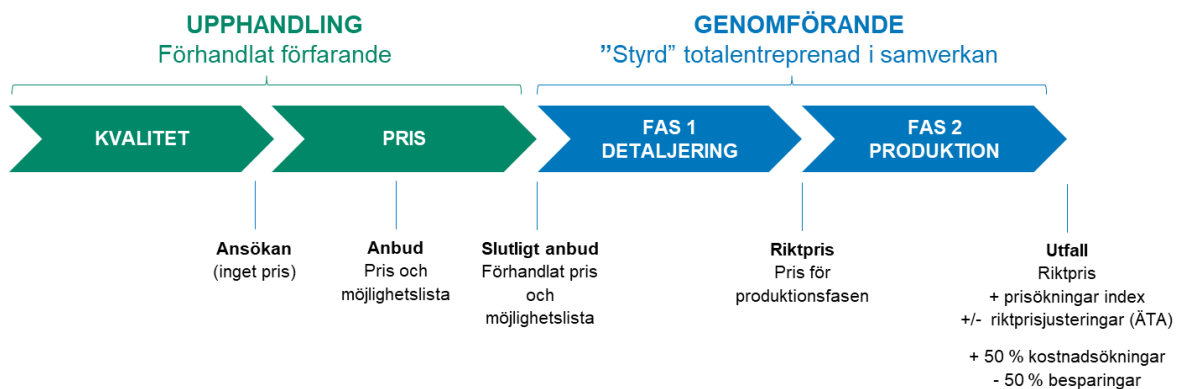 UPPHANDLING
Förhandlat förfarande
GENOMFÖRANDE
”Styrd” totalentreprenad i samverkan
KVALITET
PRIS
FAS 1
DETALJERING
FAS 2
PRODUKTION
Ansökan
(inget pris)
Anbud
Pris och
möjlighetslista
Slutligt anbud
Förhandlat pris
och
möjlighetslista
Riktpris
Pris för
produktionsfasen
Utfall
Riktpris
+ prisökningar index
+/- riktprisjusteringar (ÄTA)
+ 50 % kostnadsökningar
- 50 % besparingar